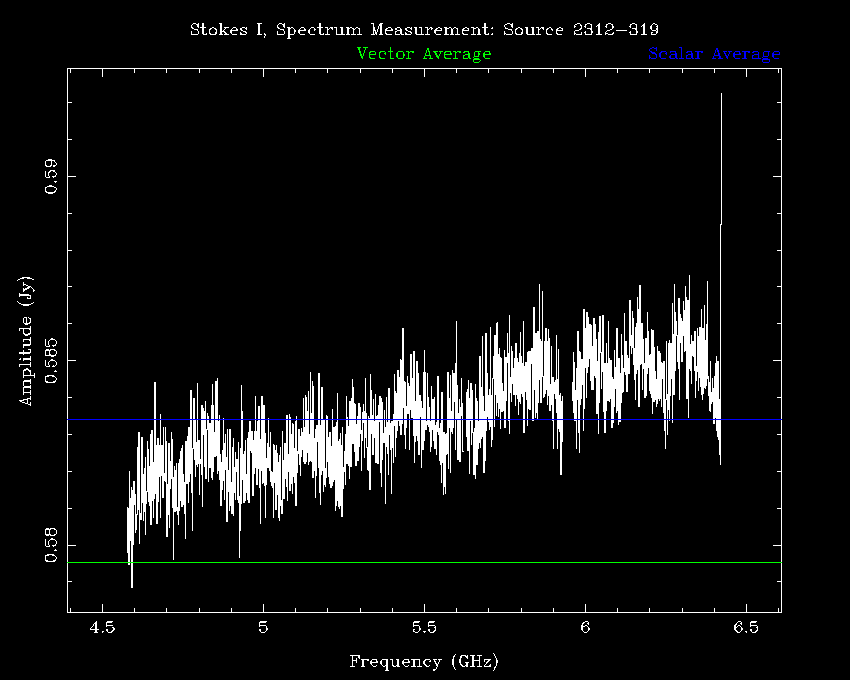 Stokes I, Spectrum Measurement: Source 2312-319
Vector Average
Scalar Average
0.59
0.585
0.58
Amplitude (Jy)
4.5
5
5.5
6
6.5
Frequency (GHz)